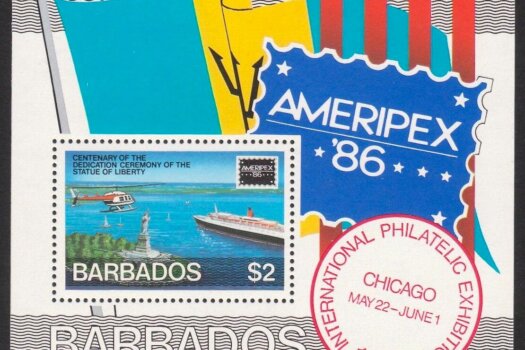 AMERIPEX
'86
CENTENARY OF THE
DEDICATION CEREMONY OF THE
STATUE OF LIBERTY
AMERIPEX
'86
BARBADOS $2
INTERNATIONAL PHILATELIC
CHICAGO
MAY 22–JUNE 1
BARBADOS